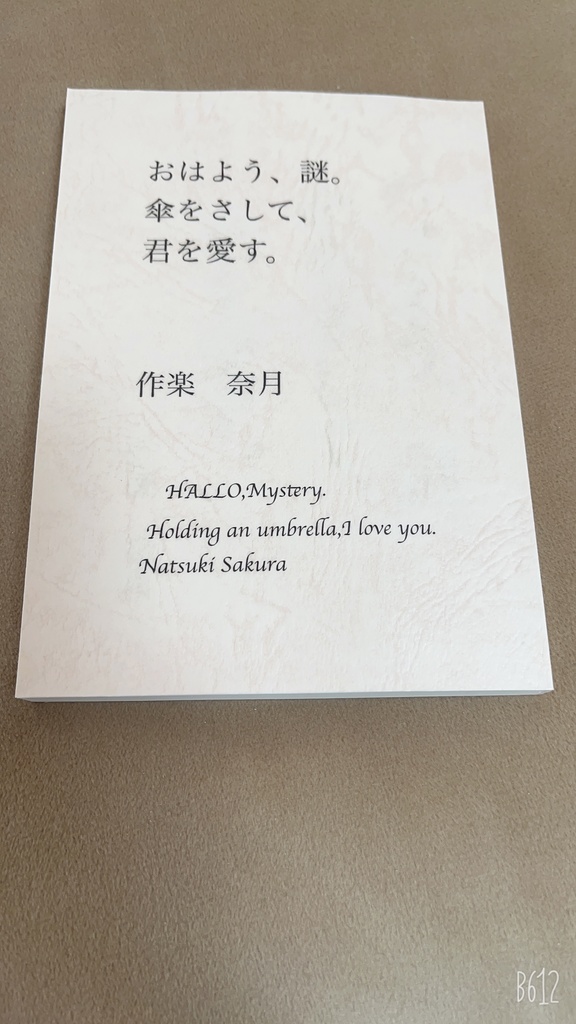 おはよう、謎。
傘をさして、
君を愛す。
作楽　奈月
HALLO,Mystery.
Holding an umbrella,I love you.
Natsuki Sakura
B612